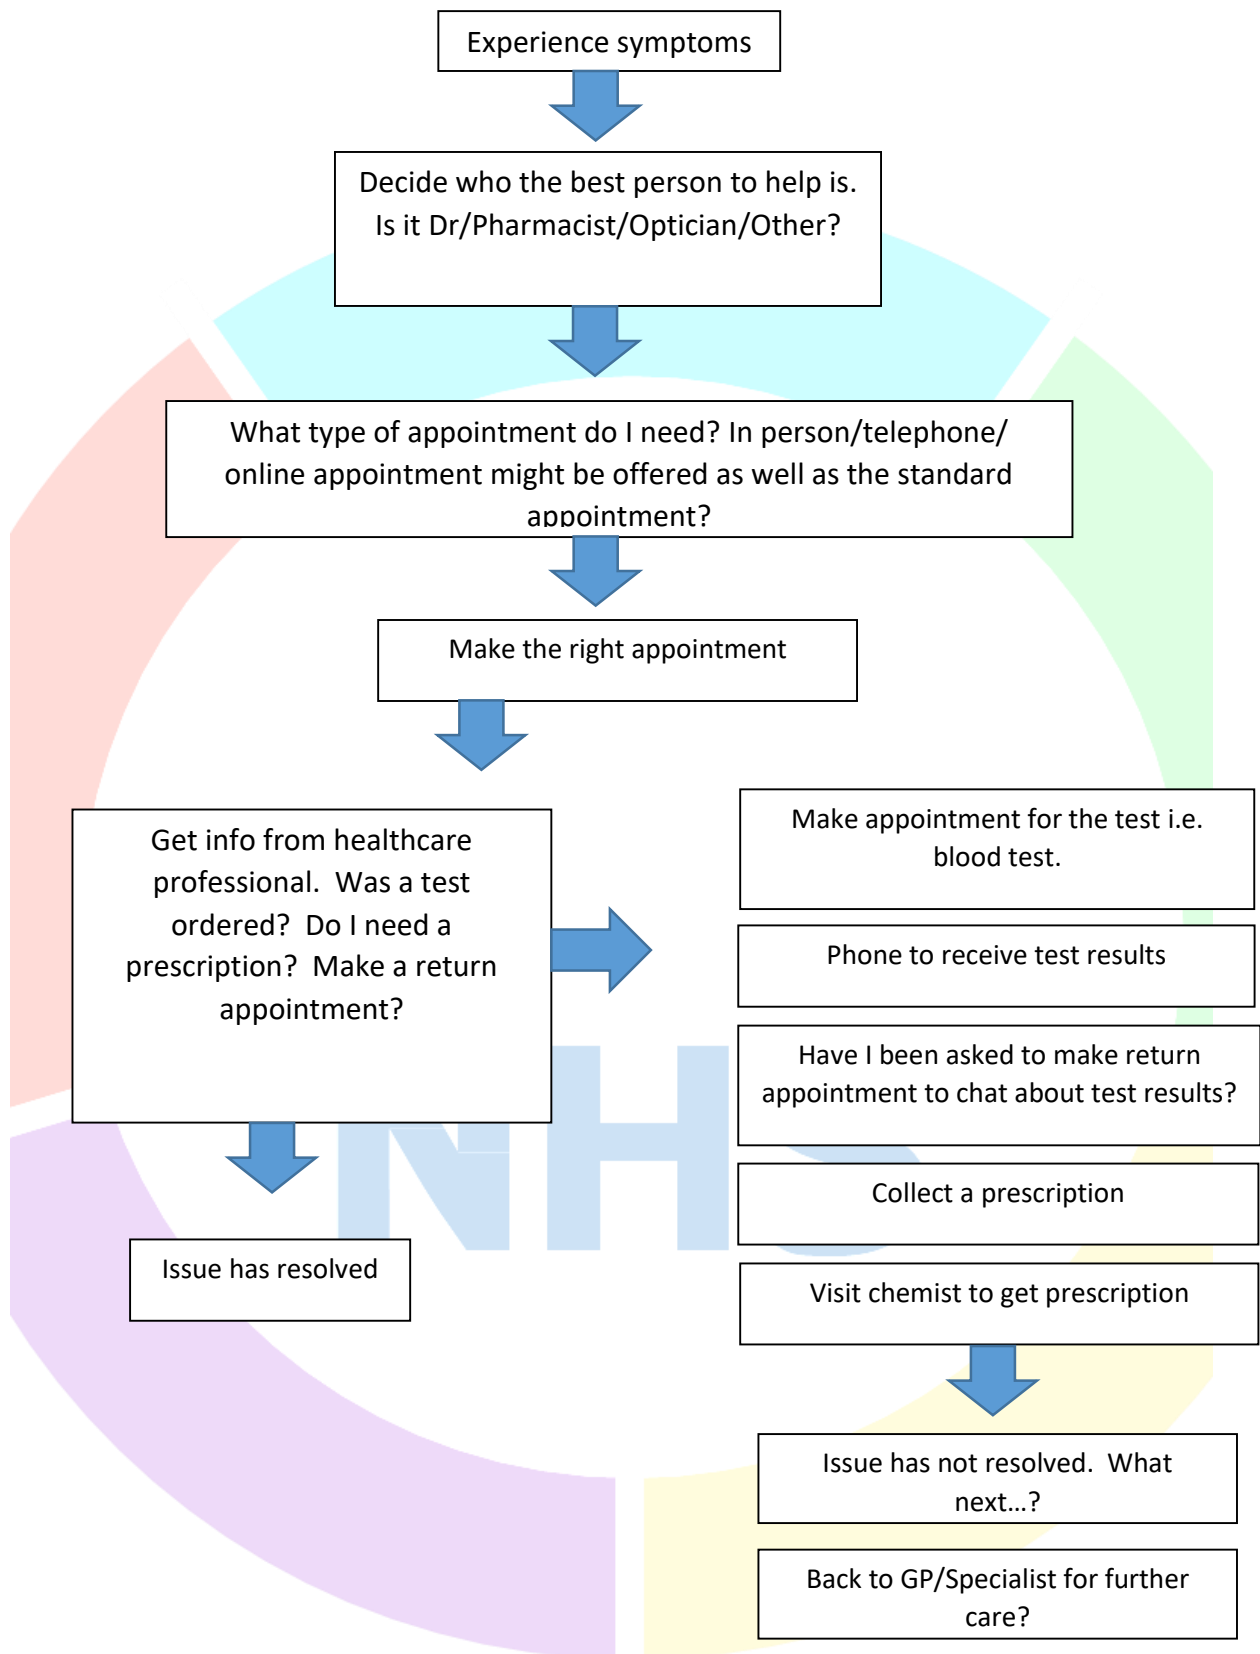 Experience symptoms
Decide who the best person to help is.
Is it Dr/Pharmacist/Optician/Other?
What type of appointment do I need? In person/telephone/
online appointment might be offered as well as the standard
appointment?
Make the right appointment
Get info from healthcare
professional.  Was a test
ordered?  Do I need a
prescription?  Make a return
appointment?
Issue has resolved
Make appointment for the test i.e.
blood test.
Phone to receive test results
Have I been asked to make return
appointment to chat about test results?
Collect a prescription
Visit chemist to get prescription
Issue has not resolved.  What
next...?
Back to GP/Specialist for further
care?
NHS